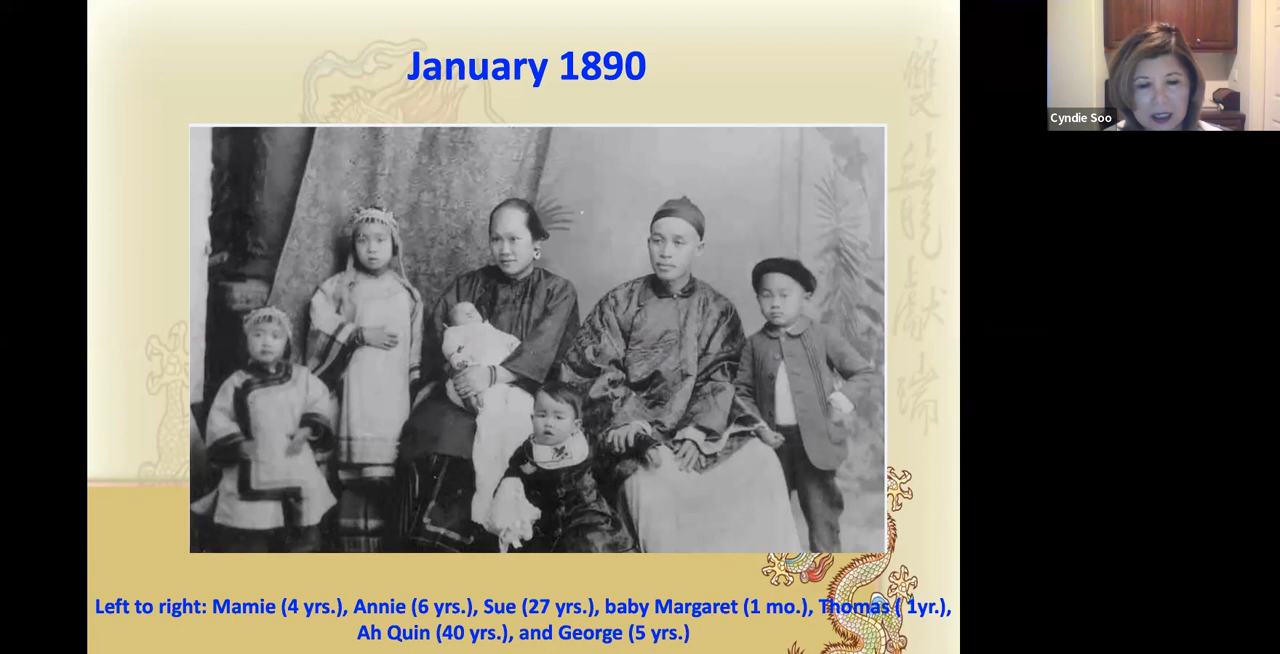 January 1890
Cyndie Soo
Left to right: Mamie (4 yrs.), Annie (6 yrs.), Sue (27 yrs.), baby Margaret (1 mo.), Thomas ( 1yr.),
Ah Quin (40 yrs.), and George (5 yrs.)